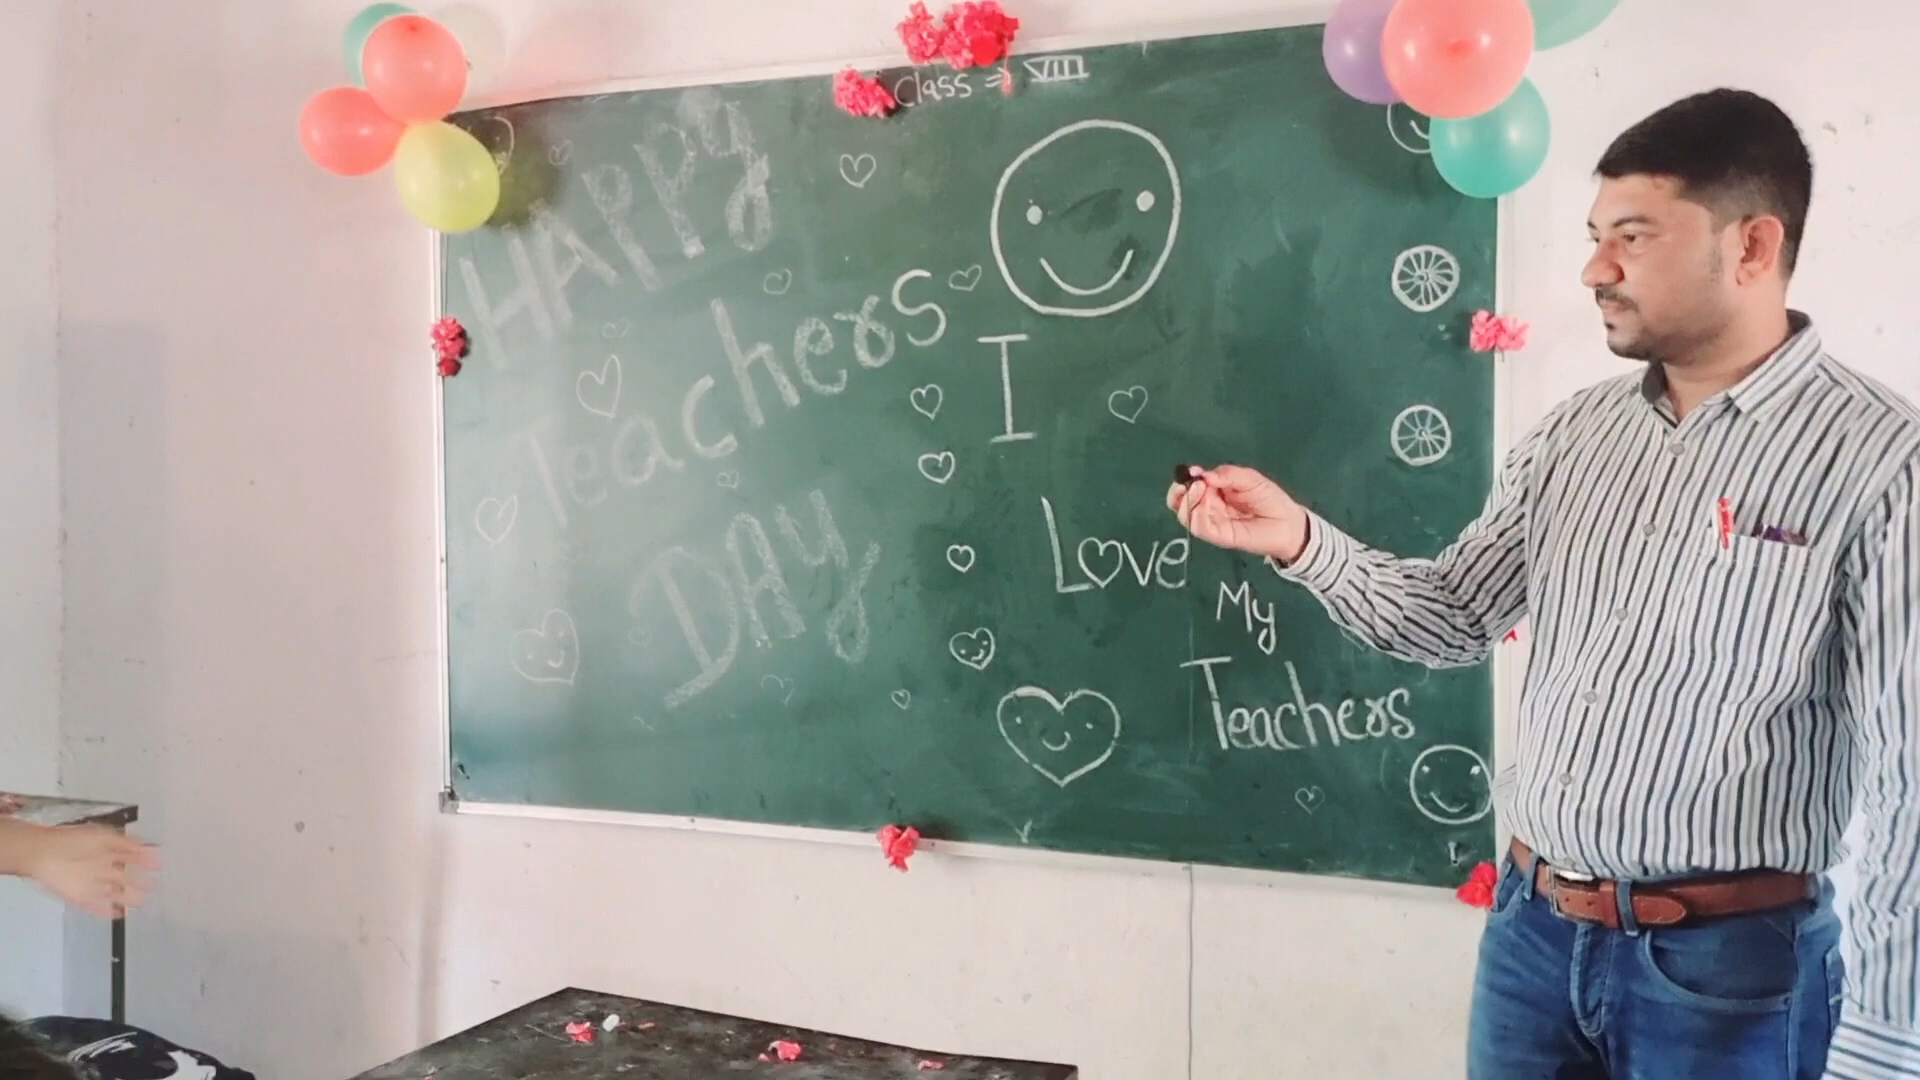 Class ⇒ VIII
HAPPY
Teachers
DAY
I
Love
My
Teachers